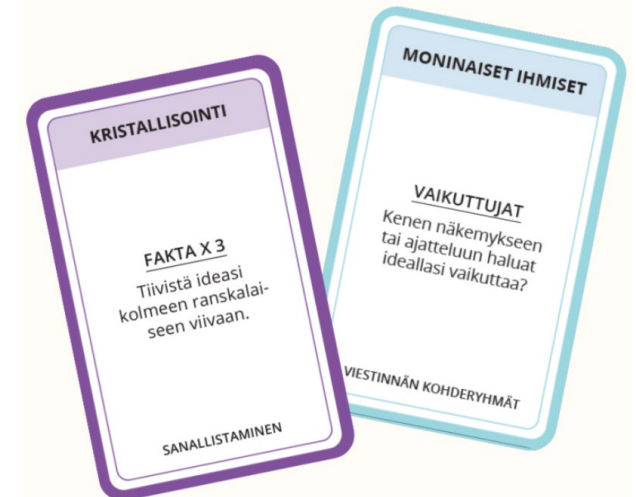 KRISTALLISOINTI
FAKTA X 3
Tiivistä ideasi
kolmeen ranskalai-
seen viivaan.
SANALLISTAMINEN
MONINAISET IHMISET
VAIKUTTUJAT
Kenen näkemykseen
tai ajatteluun haluat
ideallasi vaikuttaa?
VIESTINNÄN KOHDERYHMÄT